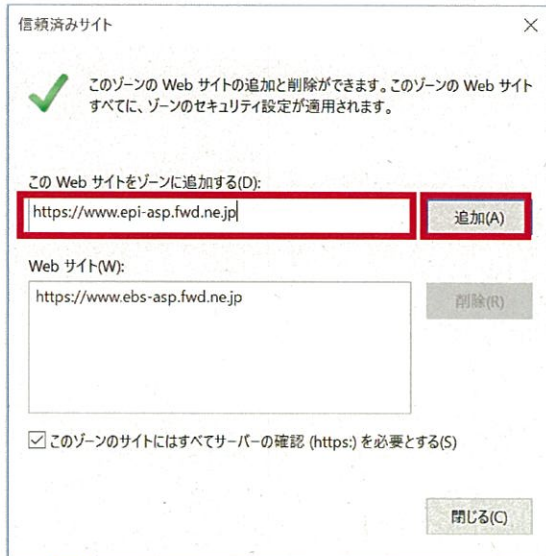 信頼済みサイト
このゾーンの Web サイトの追加と削除ができます。このゾーンの Web サイト
すべてに、ゾーンのセキュリティ設定が適用されます。
この Web サイトをゾーンに追加する(D):
https://www.epi-asp.fwd.ne.jp
追加(A)
Web サイト(W):
https://www.ebs-asp.fwd.ne.jp
削除(R)
このゾーンのサイトにはすべてサーバーの確認 (https:) を必要とする(S)
閉じる(C)